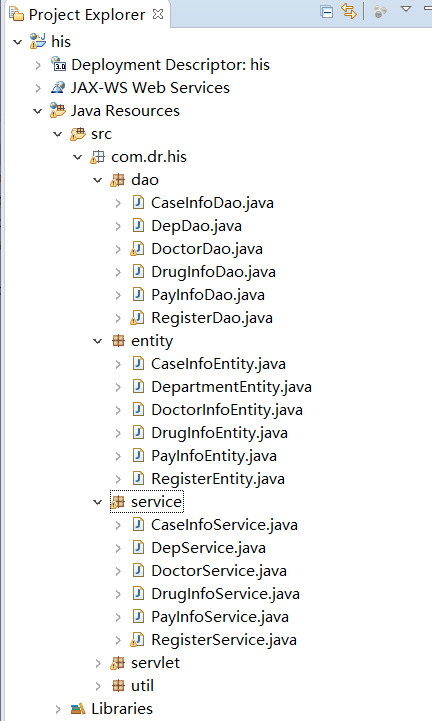 Project Explorer
his
Deployment Descriptor: his
JAX-WS Web Services
Java Resources
src
com.dr.his
dao
CaseInfoDao.java
DepDao.java
DoctorDao.java
DrugInfoDao.java
PayInfoDao.java
RegisterDao.java
entity
CaseInfoEntity.java
DepartmentEntity.java
DoctorInfoEntity.java
DrugInfoEntity.java
PayInfoEntity.java
RegisterEntity.java
service
CaseInfoService.java
DepService.java
DoctorService.java
DrugInfoService.java
PayInfoService.java
RegisterService.java
servlet
util
Libraries